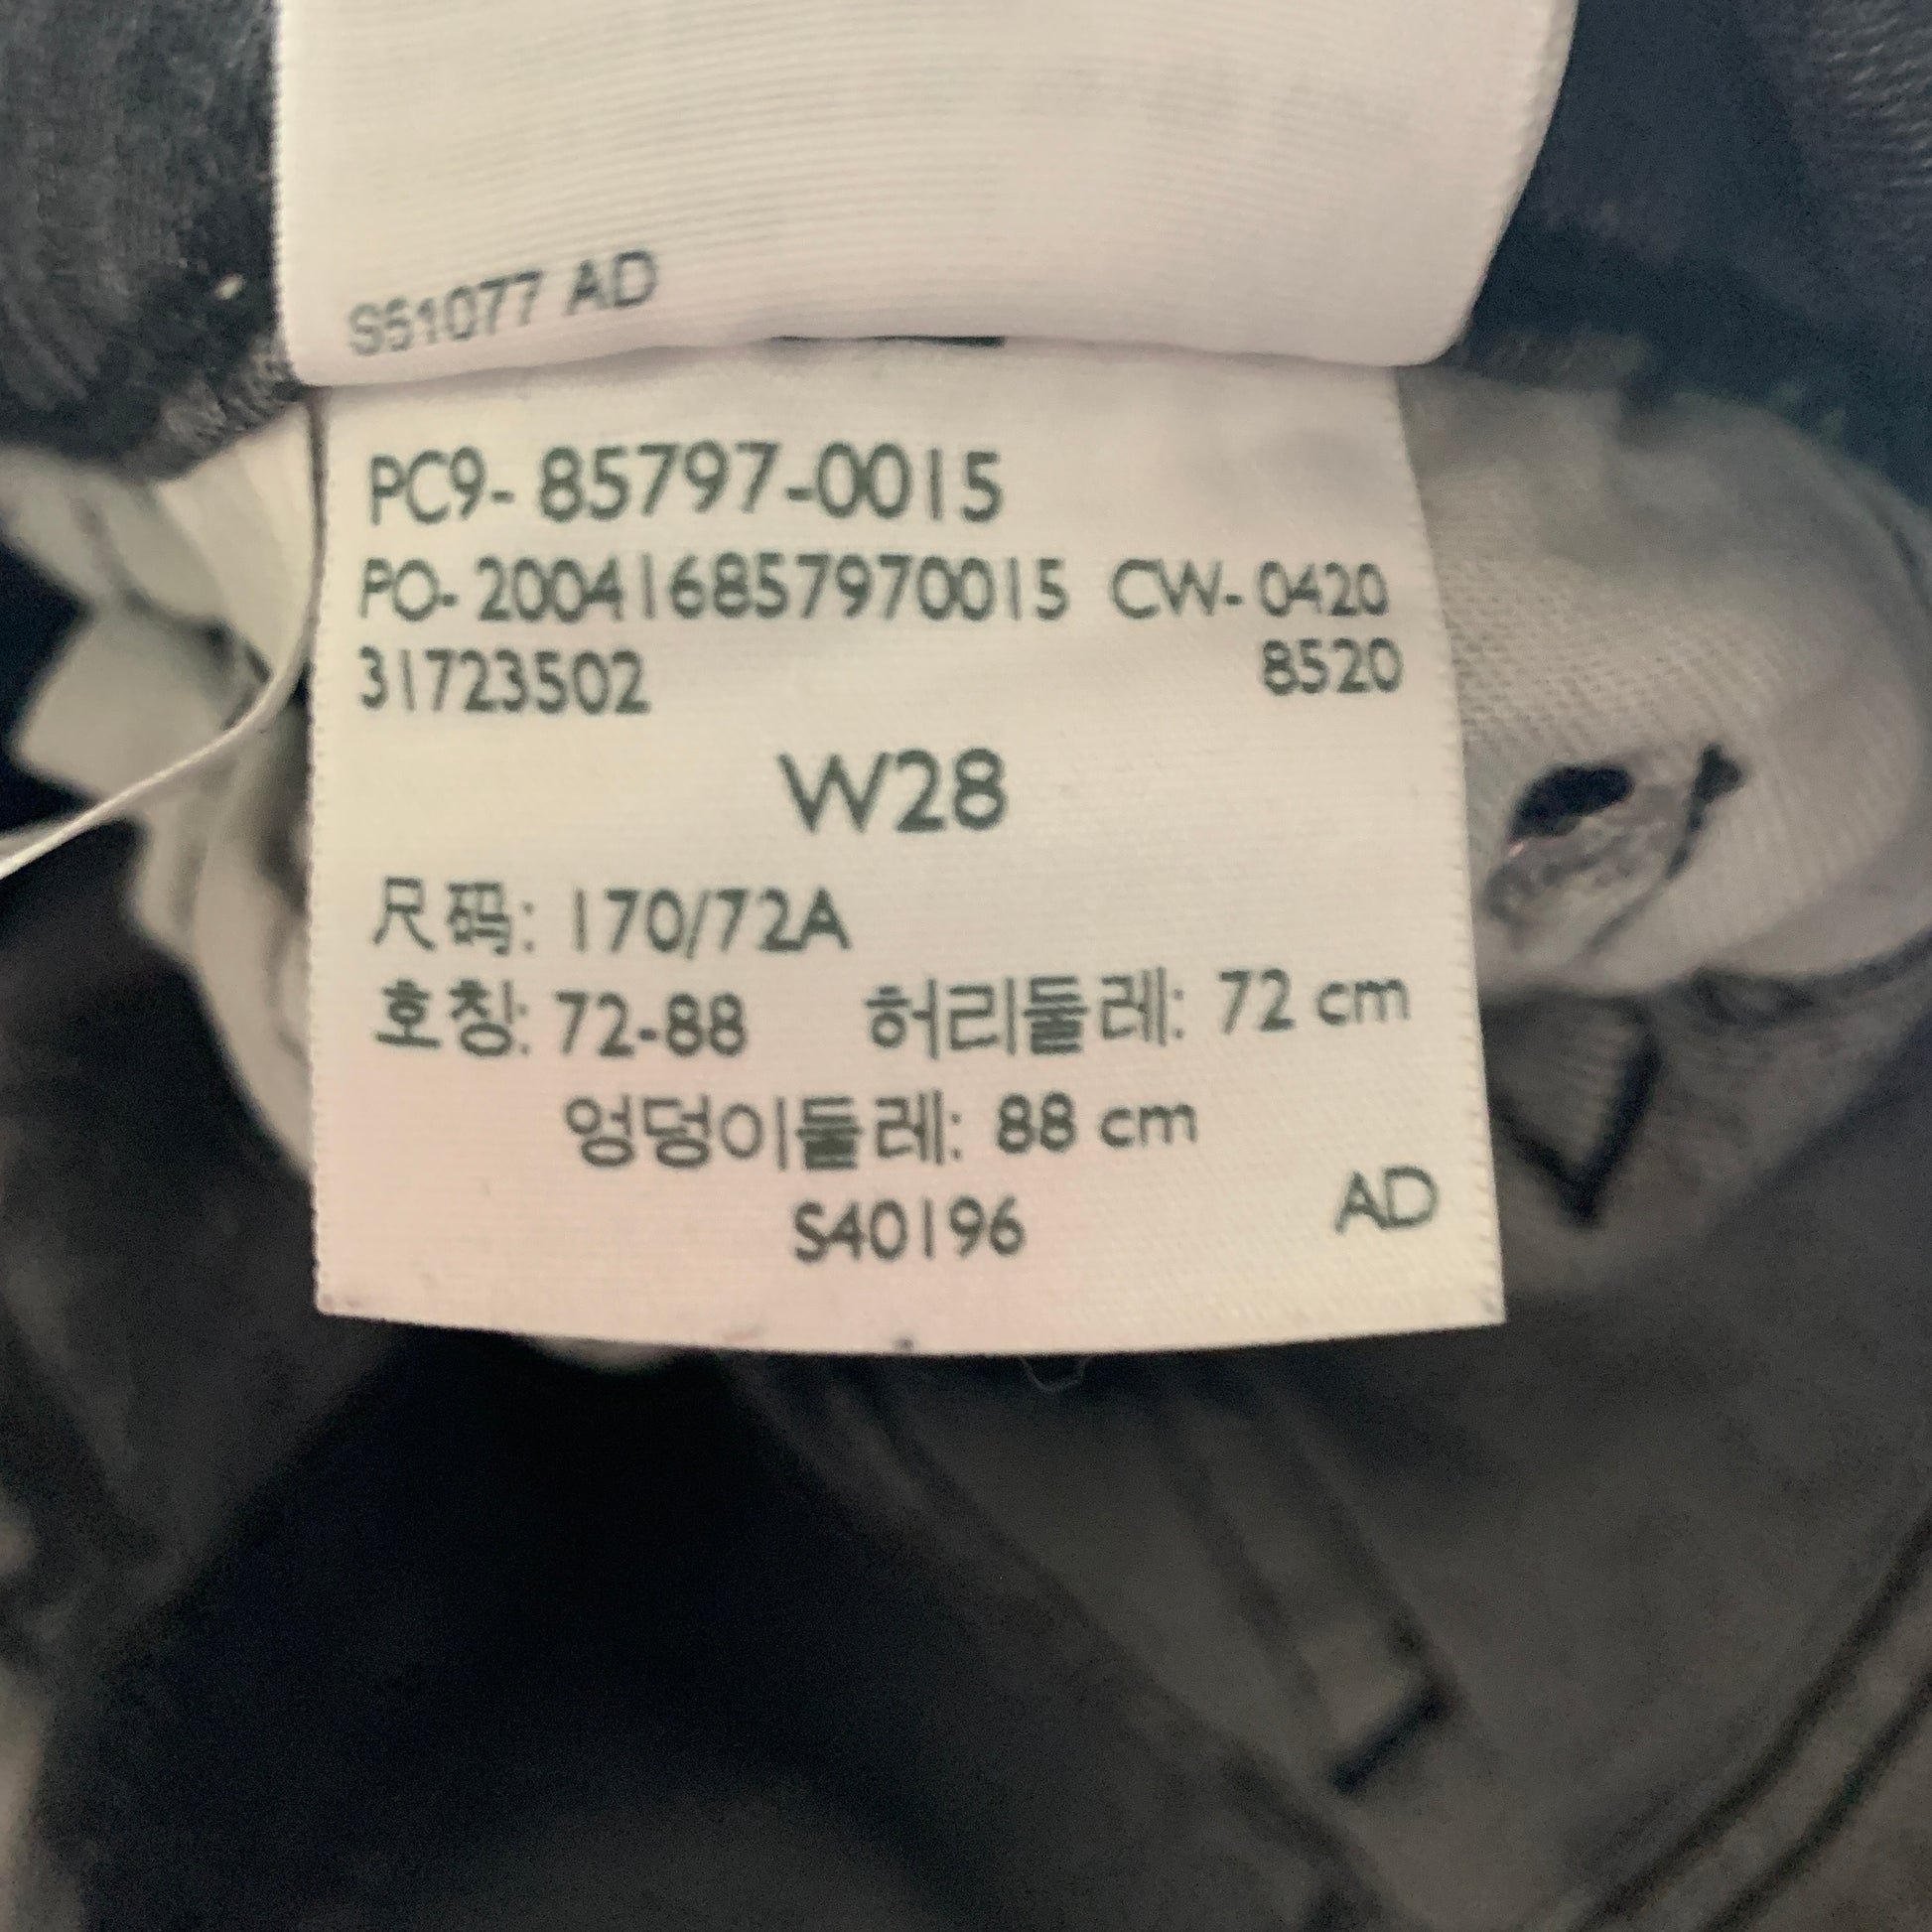 S51077 AD
PC9- 85797-0015
PO- 200416857970015 CW- 0420
31723502 8520
W28
尺码: 170/72A
호칭: 72-88 허리둘레: 72 cm
엉덩이둘레: 88 cm
S40196 AD